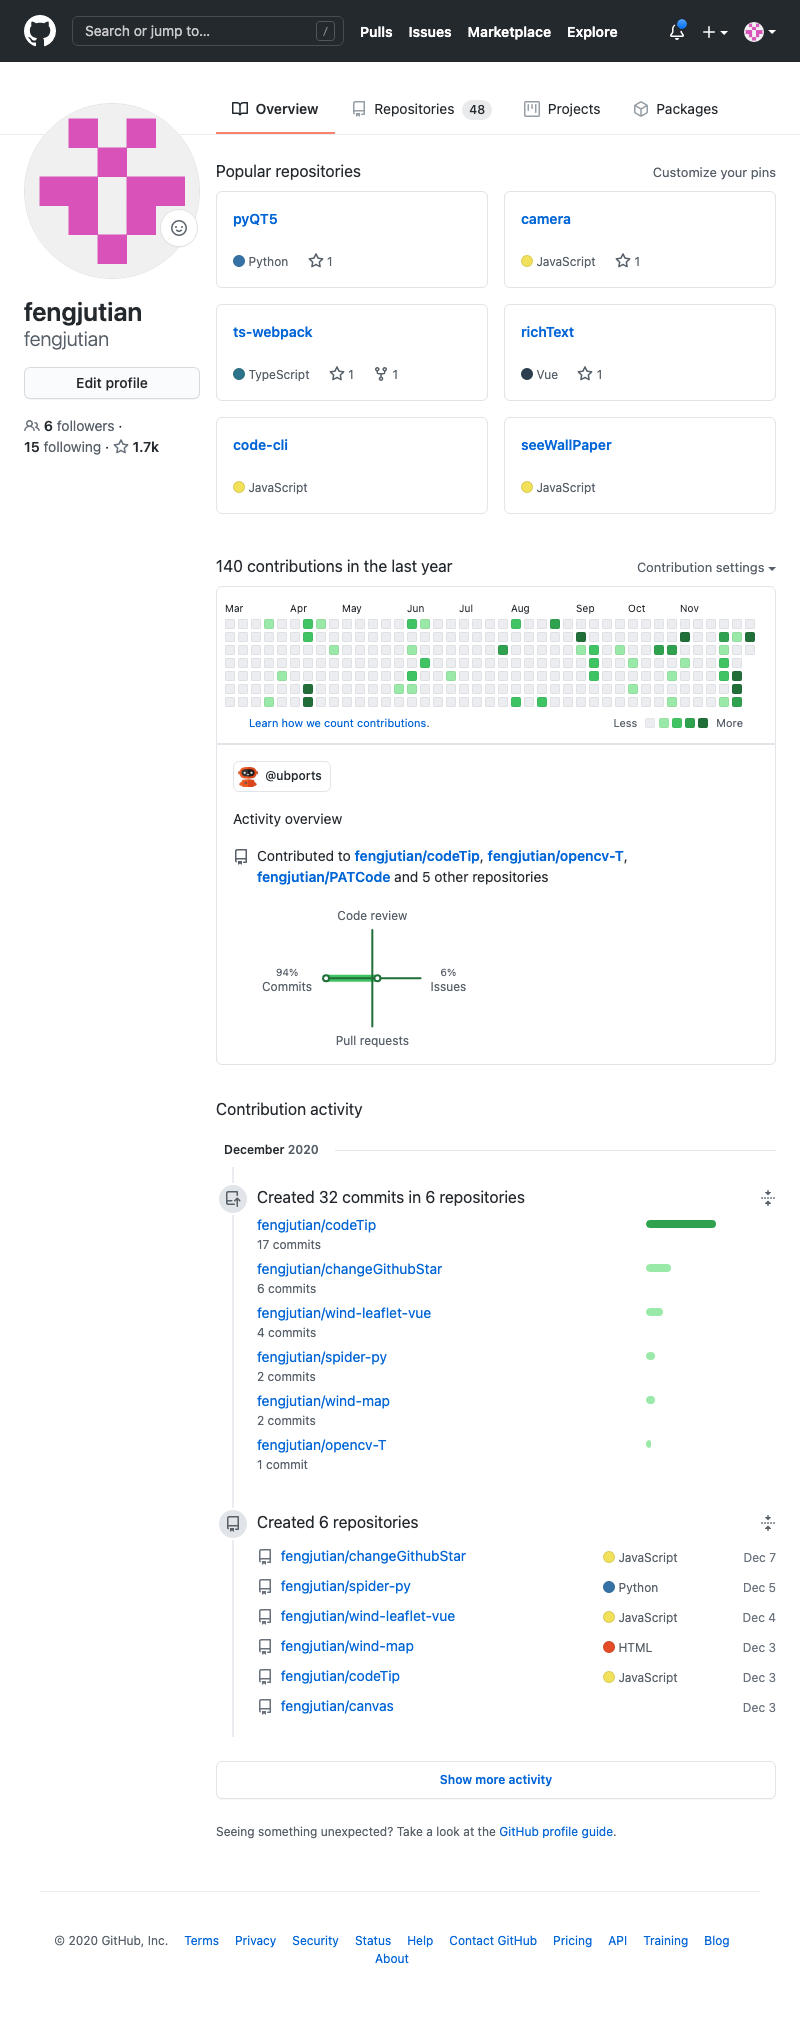 Search or jump to... /
Pulls Issues Marketplace Explore
Overview Repositories 48 Projects Packages
fengjutian
fengjutian
Edit profile
6 followers ·
15 following · 1.7k
Popular repositories Customize your pins
pyQT5
Python 1
camera
JavaScript 1
ts-webpack
TypeScript 1 1
richText
Vue 1
code-cli
JavaScript
seeWallPaper
JavaScript
140 contributions in the last year Contribution settings
Mar Apr May Jun Jul Aug Sep Oct Nov
Learn how we count contributions. Less More
@ubports
Activity overview
Contributed to fengjutian/codeTip, fengjutian/opencv-T,
fengjutian/PATCode and 5 other repositories
Code review
94%
Commits
6%
Issues
Pull requests
Contribution activity
December 2020
Created 32 commits in 6 repositories
fengjutian/codeTip
17 commits
fengjutian/changeGithubStar
6 commits
fengjutian/wind-leaflet-vue
4 commits
fengjutian/spider-py
2 commits
fengjutian/wind-map
2 commits
fengjutian/opencv-T
1 commit
Created 6 repositories
fengjutian/changeGithubStar JavaScript Dec 7
fengjutian/spider-py Python Dec 5
fengjutian/wind-leaflet-vue JavaScript Dec 4
fengjutian/wind-map HTML Dec 3
fengjutian/codeTip JavaScript Dec 3
fengjutian/canvas Dec 3
Show more activity
Seeing something unexpected? Take a look at the GitHub profile guide.
© 2020 GitHub, Inc. Terms Privacy Security Status Help Contact GitHub Pricing API Training Blog
About